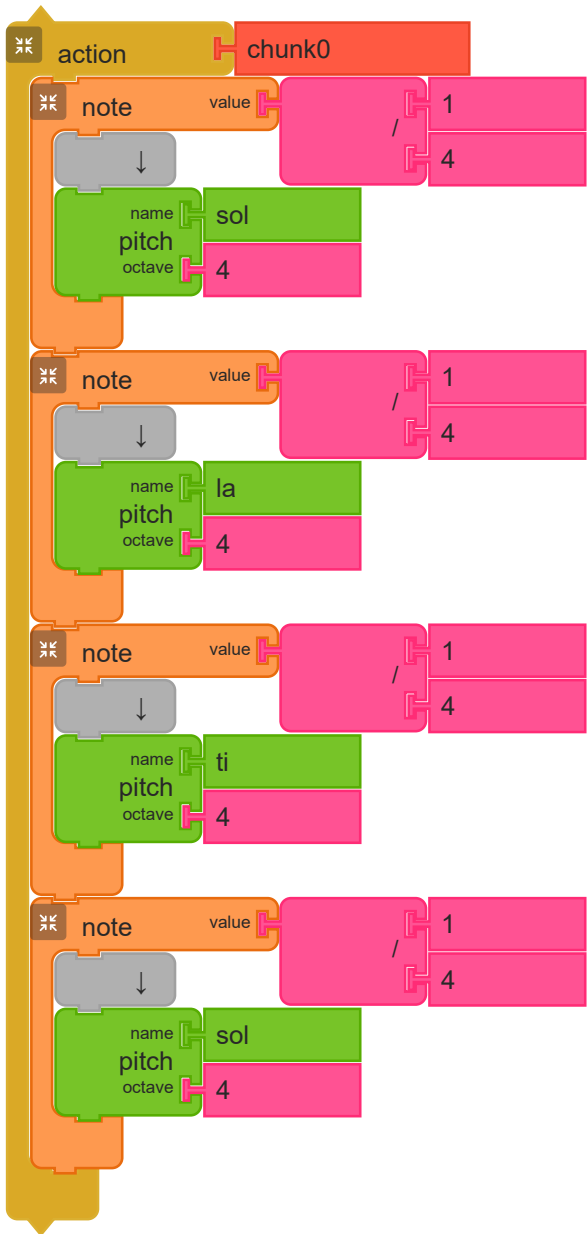 action chunk0
note value / 1
4
↓
name sol
pitch
octave 4
note value / 1
4
↓
name la
pitch
octave 4
note value / 1
4
↓
name ti
pitch
octave 4
note value / 1
4
↓
name sol
pitch
octave 4